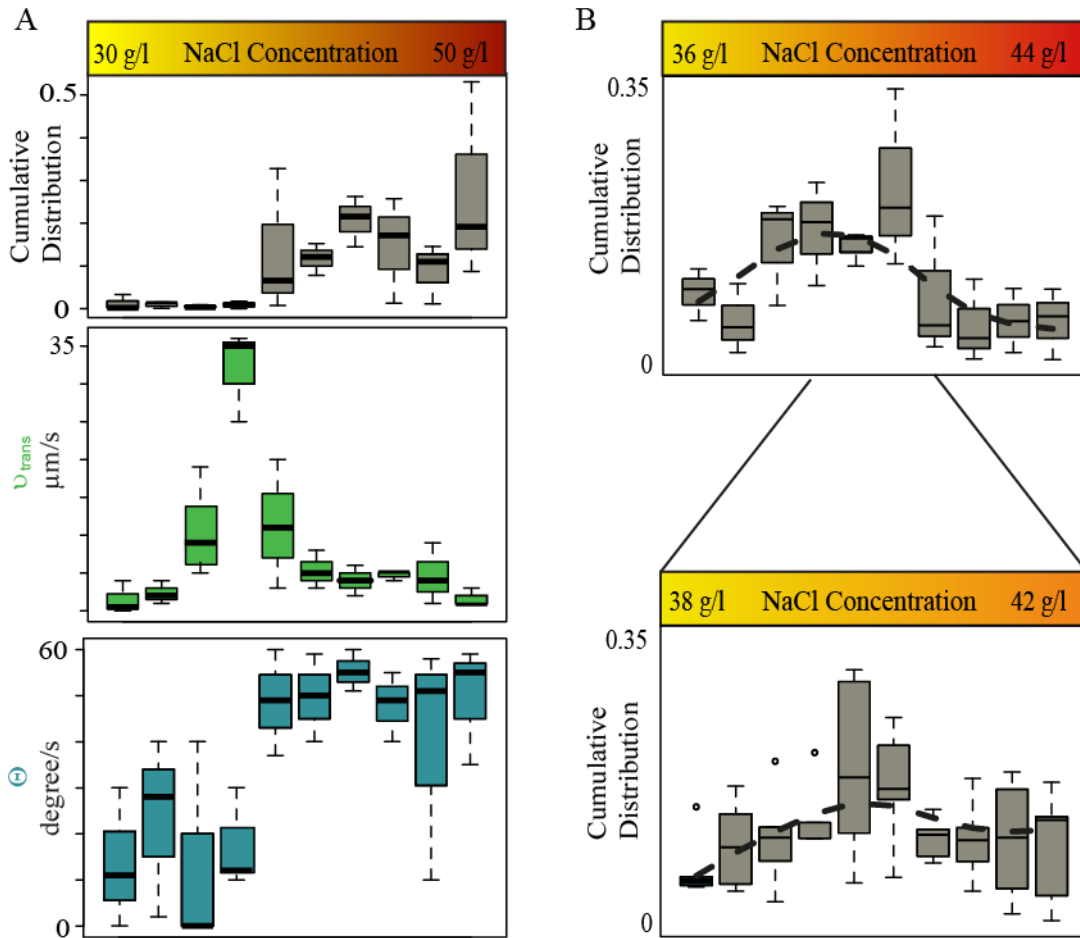 A
30 g/l NaCl Concentration 50 g/l
0.5
Cumulative
Distribution
0
35
υtrans
μm/s
60
Θ
degree/s
0
B
36 g/l NaCl Concentration 44 g/l
0.35
Cumulative
Distribution
0
38 g/l NaCl Concentration 42 g/l
0.35
Cumulative
Distribution
0